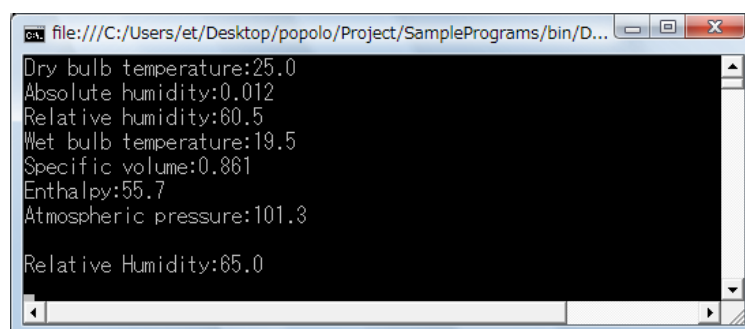 file:///C:/Users/et/Desktop/popolo/Project/SamplePrograms/bin/D...
Dry bulb temperature:25.0
Absolute humidity:0.012
Relative humidity:60.5
Wet bulb temperature:19.5
Specific volume:0.861
Enthalpy:55.7
Atmospheric pressure:101.3
Relative Humidity:65.0